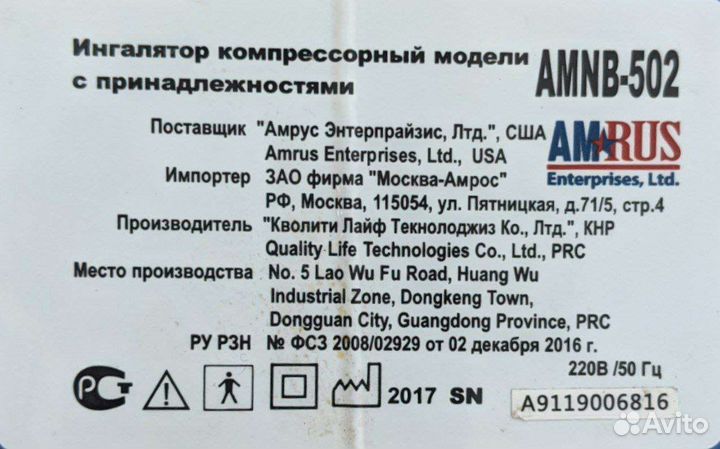 Ингалятор компрессорный модели AMNB-502
с принадлежностями
Поставщик "Амрус Энтерпрайзис, Лтд.", США
Amrus Enterprises, Ltd., USA
AMRUS
Enterprises, Ltd.
Импортер ЗАО фирма "Москва-Амрос"
РФ, Москва, 115054, ул. Пятницкая, д.71/5, стр.4
Производитель "Кволити Лайф Текнолоджиз Ко., Лтд.", КНР
Quality Life Technologies Co., Ltd., PRC
Место производства No. 5 Lao Wu Fu Road, Huang Wu
Industrial Zone, Dongkeng Town,
Dongguan City, Guangdong Province, PRC
РУ РЗН № ФСЗ 2008/02929 от 02 декабря 2016 г.
220В /50 Гц
РСТ 2017 SN A9119006816
Avito